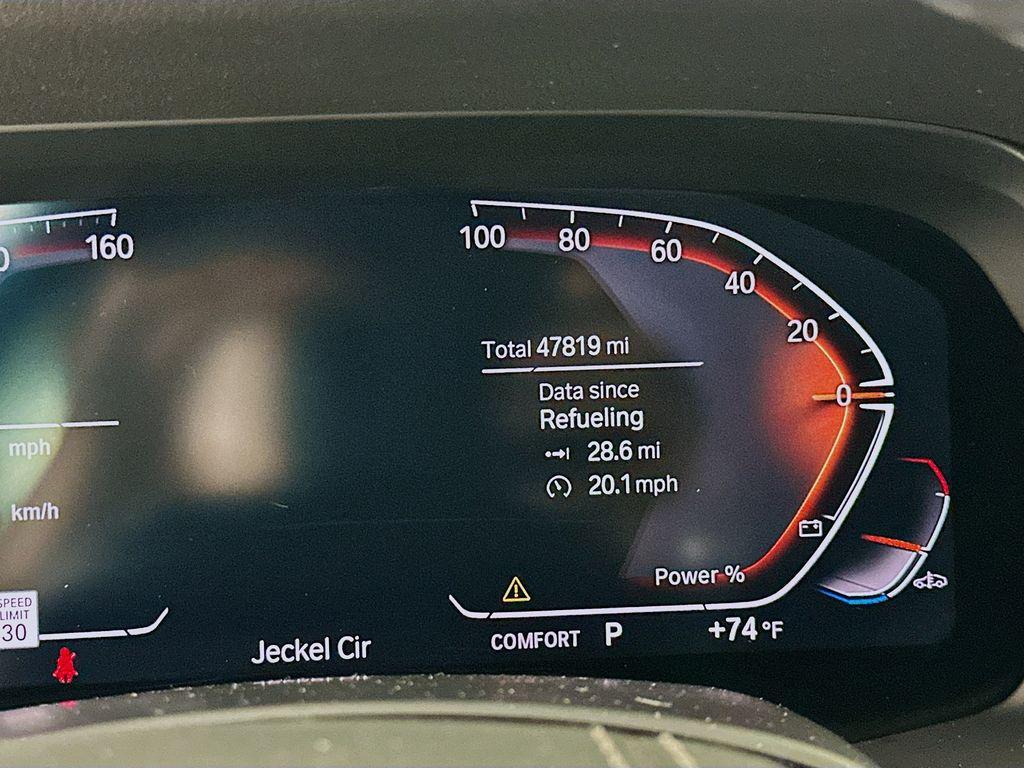 160
100
80
60
40
20
0
Total 47819 mi
Data since
Refueling
28.6 mi
20.1 mph
mph
km/h
Power %
SPEED
LIMIT
30
Jeckel Cir
COMFORT P +74 °F